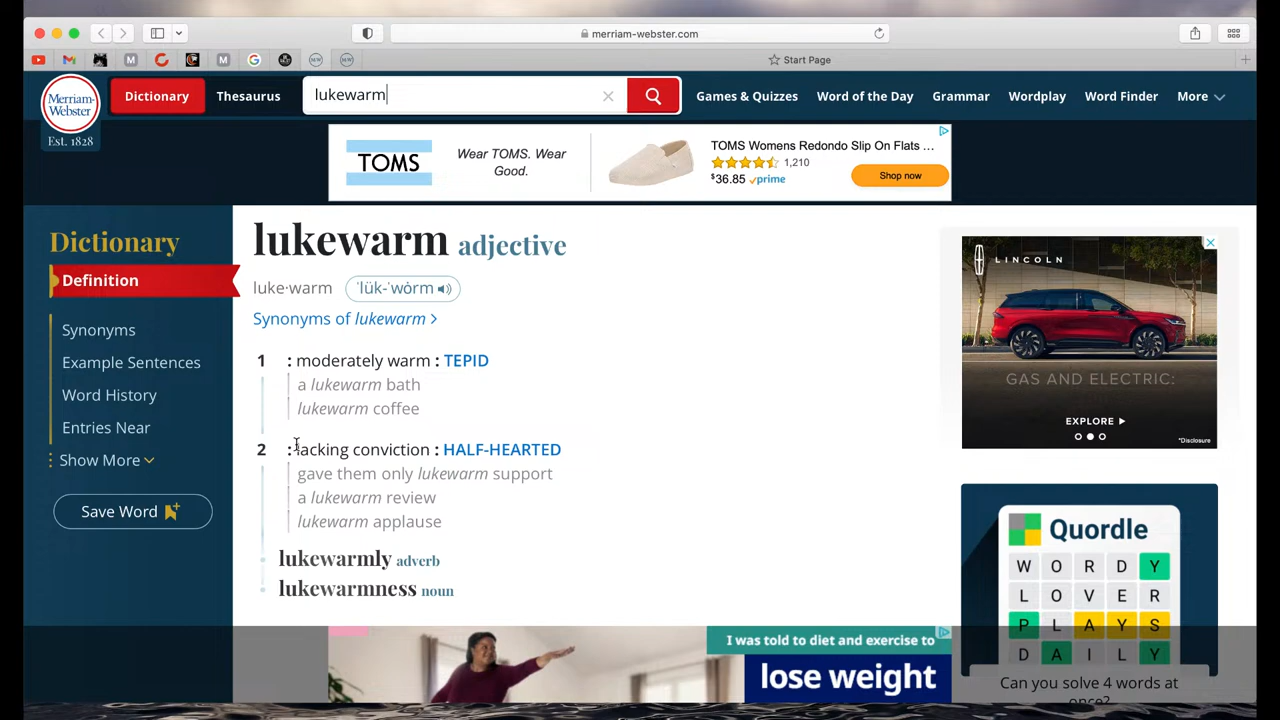 merriam-webster.com
Start Page
Merriam-
Webster
Est. 1828
Dictionary Thesaurus lukewarm Games & Quizzes Word of the Day Grammar Wordplay Word Finder More
TOMS
Wear TOMS. Wear
Good.
TOMS Womens Redondo Slip On Flats ...
1,210
$36.85 prime
Shop now
Dictionary
Definition
Synonyms
Example Sentences
Word History
Entries Near
Show More
Save Word
lukewarm adjective
luke·warm ˈlük-ˈwȯrm
Synonyms of lukewarm
1 : moderately warm : TEPID
a lukewarm bath
lukewarm coffee
2 : lacking conviction : HALF-HEARTED
gave them only lukewarm support
a lukewarm review
lukewarm applause
lukewarmly adverb
lukewarmness noun
LINCOLN
GAS AND ELECTRIC:
EXPLORE
*Disclosure
Quordle
W O R D Y
L O V E R
P L A Y S
D A I L Y
Can you solve 4 words at
once?
I was told to diet and exercise to
lose weight